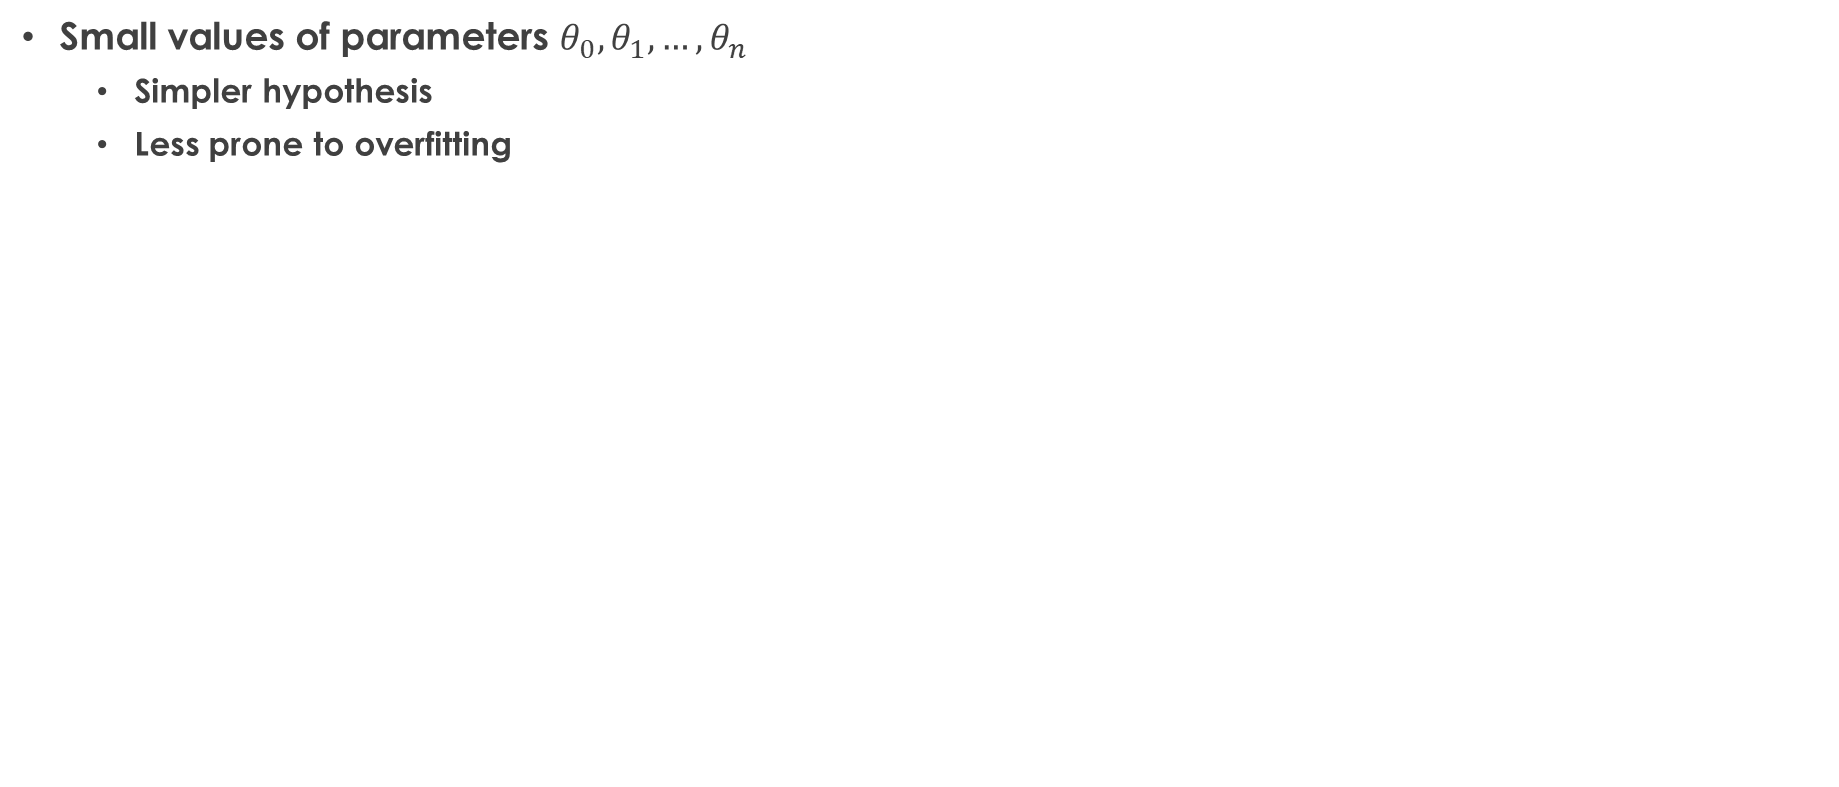 • Small values of parameters θ₀, θ₁, … , θₙ
• Simpler hypothesis
• Less prone to overfitting